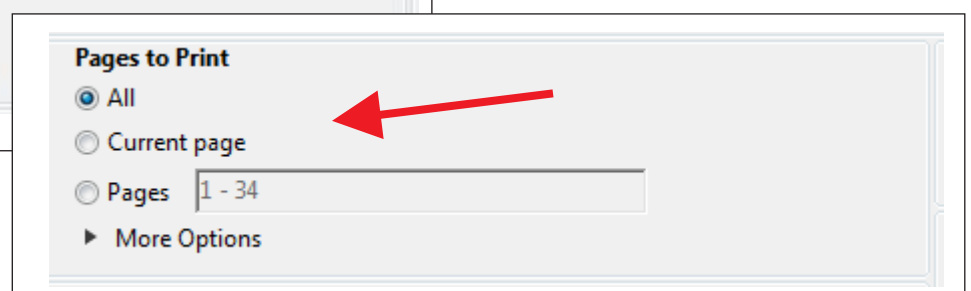 Pages to Print
All
Current page
Pages 1 - 34
More Options